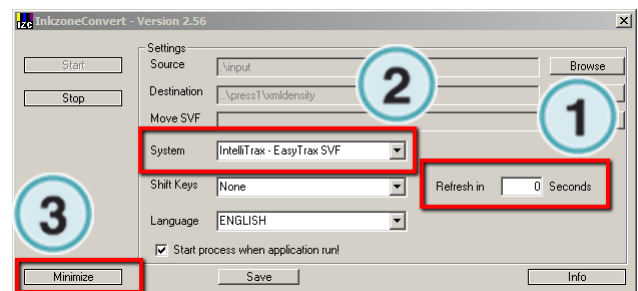 izc InkzoneConvert - Version 2.56
Settings
Start
Source .\input Browse
Stop
Destination ..\press1\xmldensity
2
Move SVF
1
System IntelliTrax - EasyTrax SVF
Shift Keys None
Refresh in 0 Seconds
3
Language ENGLISH
Start process when application run!
Minimize Save Info